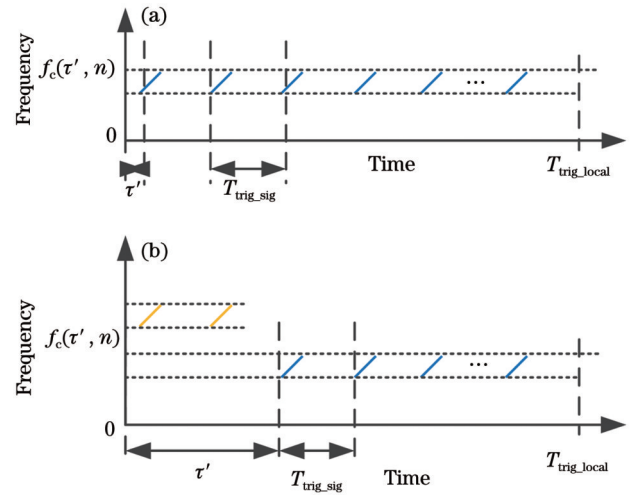 (a)
Frequency
f_c(τ′, n)
0
τ′
T_trig_sig
Time
T_trig_local
(b)
Frequency
f_c(τ′, n)
...
0
τ′
T_trig_sig
Time
T_trig_local